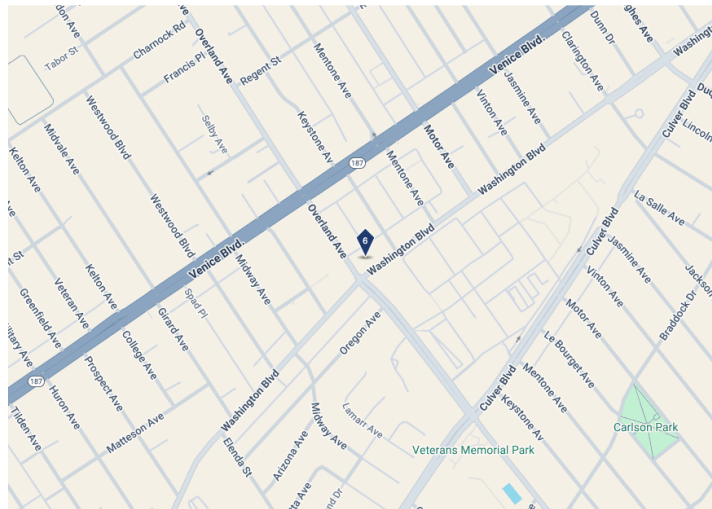 Charnock Rd
Tabor St
Francis Pl
Overland Ave
Regent St
Mentone Ave
Venice Blvd.
Dunn Dr
Clarington Ave
Culver Blvd
Westwood Blvd
Selby Ave
Keystone Ave
Vinton Ave
Jasmine Ave
Motor Ave
Midvale Ave
Kelton Ave
187
Mentone Ave
Washington Blvd
La Salle Ave
Westwood Blvd
Overland Ave
6
Washington Blvd
Culver Blvd
Jasmine Ave
Venice Blvd.
Midway Ave
Vinton Ave
Braddock Dr
Kelton Ave
Veteran Ave
Greenfield Ave
Spad Pl
Girard Ave
College Ave
Oregon Ave
Motor Ave
Le Bourget Ave
187
Prospect Ave
Huron Ave
Washington Blvd
Culver Blvd
Mentone Ave
Tilden Ave
Matteson Ave
Lamarr Ave
Midway Ave
Keystone Av
Carlson Park
Elenda St
Arizona Ave
Veterans Memorial Park